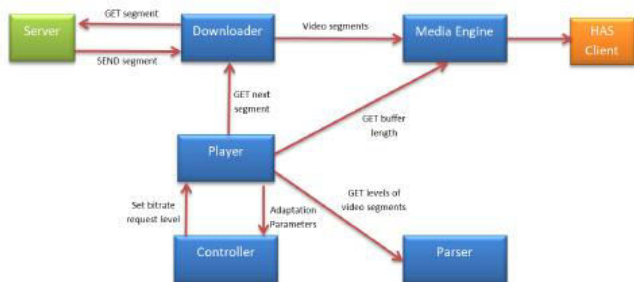 GET segment
Server
Downloader
Video segments
Media Engine
HAS
Client
SEND segment
GET next
segment
GET buffer
length
Player
GET levels of
video segments
Set bitrate
request level
Adaptation
Parameters
Controller
Parser